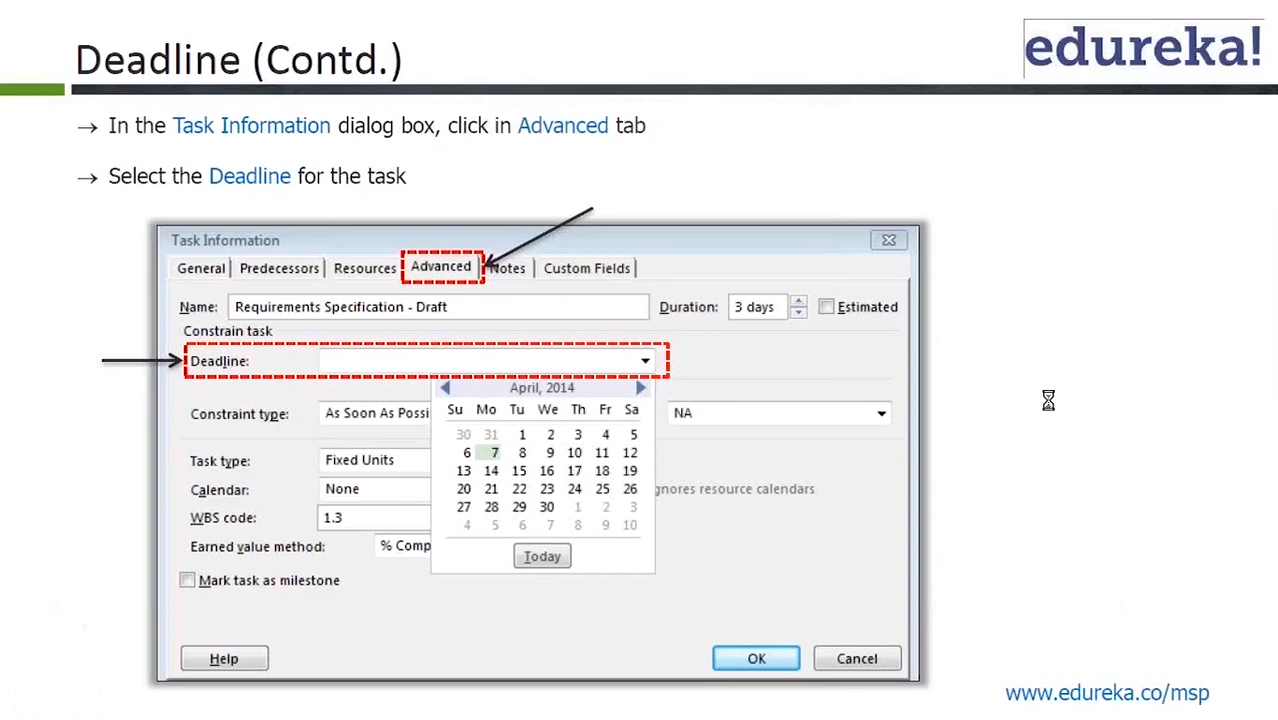 Deadline (Contd.)
edureka!
→ In the Task Information dialog box, click in Advanced tab
→ Select the Deadline for the task
Task Information
General Predecessors Resources Advanced Notes Custom Fields
Name: Requirements Specification - Draft Duration: 3 days Estimated
Constrain task
Deadline:
April, 2014
Su Mo Tu We Th Fr Sa
30 31 1 2 3 4 5
6 7 8 9 10 11 12
13 14 15 16 17 18 19
20 21 22 23 24 25 26
27 28 29 30 1 2 3
4 5 6 7 8 9 10
Today
Constraint type: As Soon As Possi NA
Task type: Fixed Units
Calendar: None gnores resource calendars
WBS code: 1.3
Earned value method: % Comp
Mark task as milestone
Help OK Cancel
www.edureka.co/msp